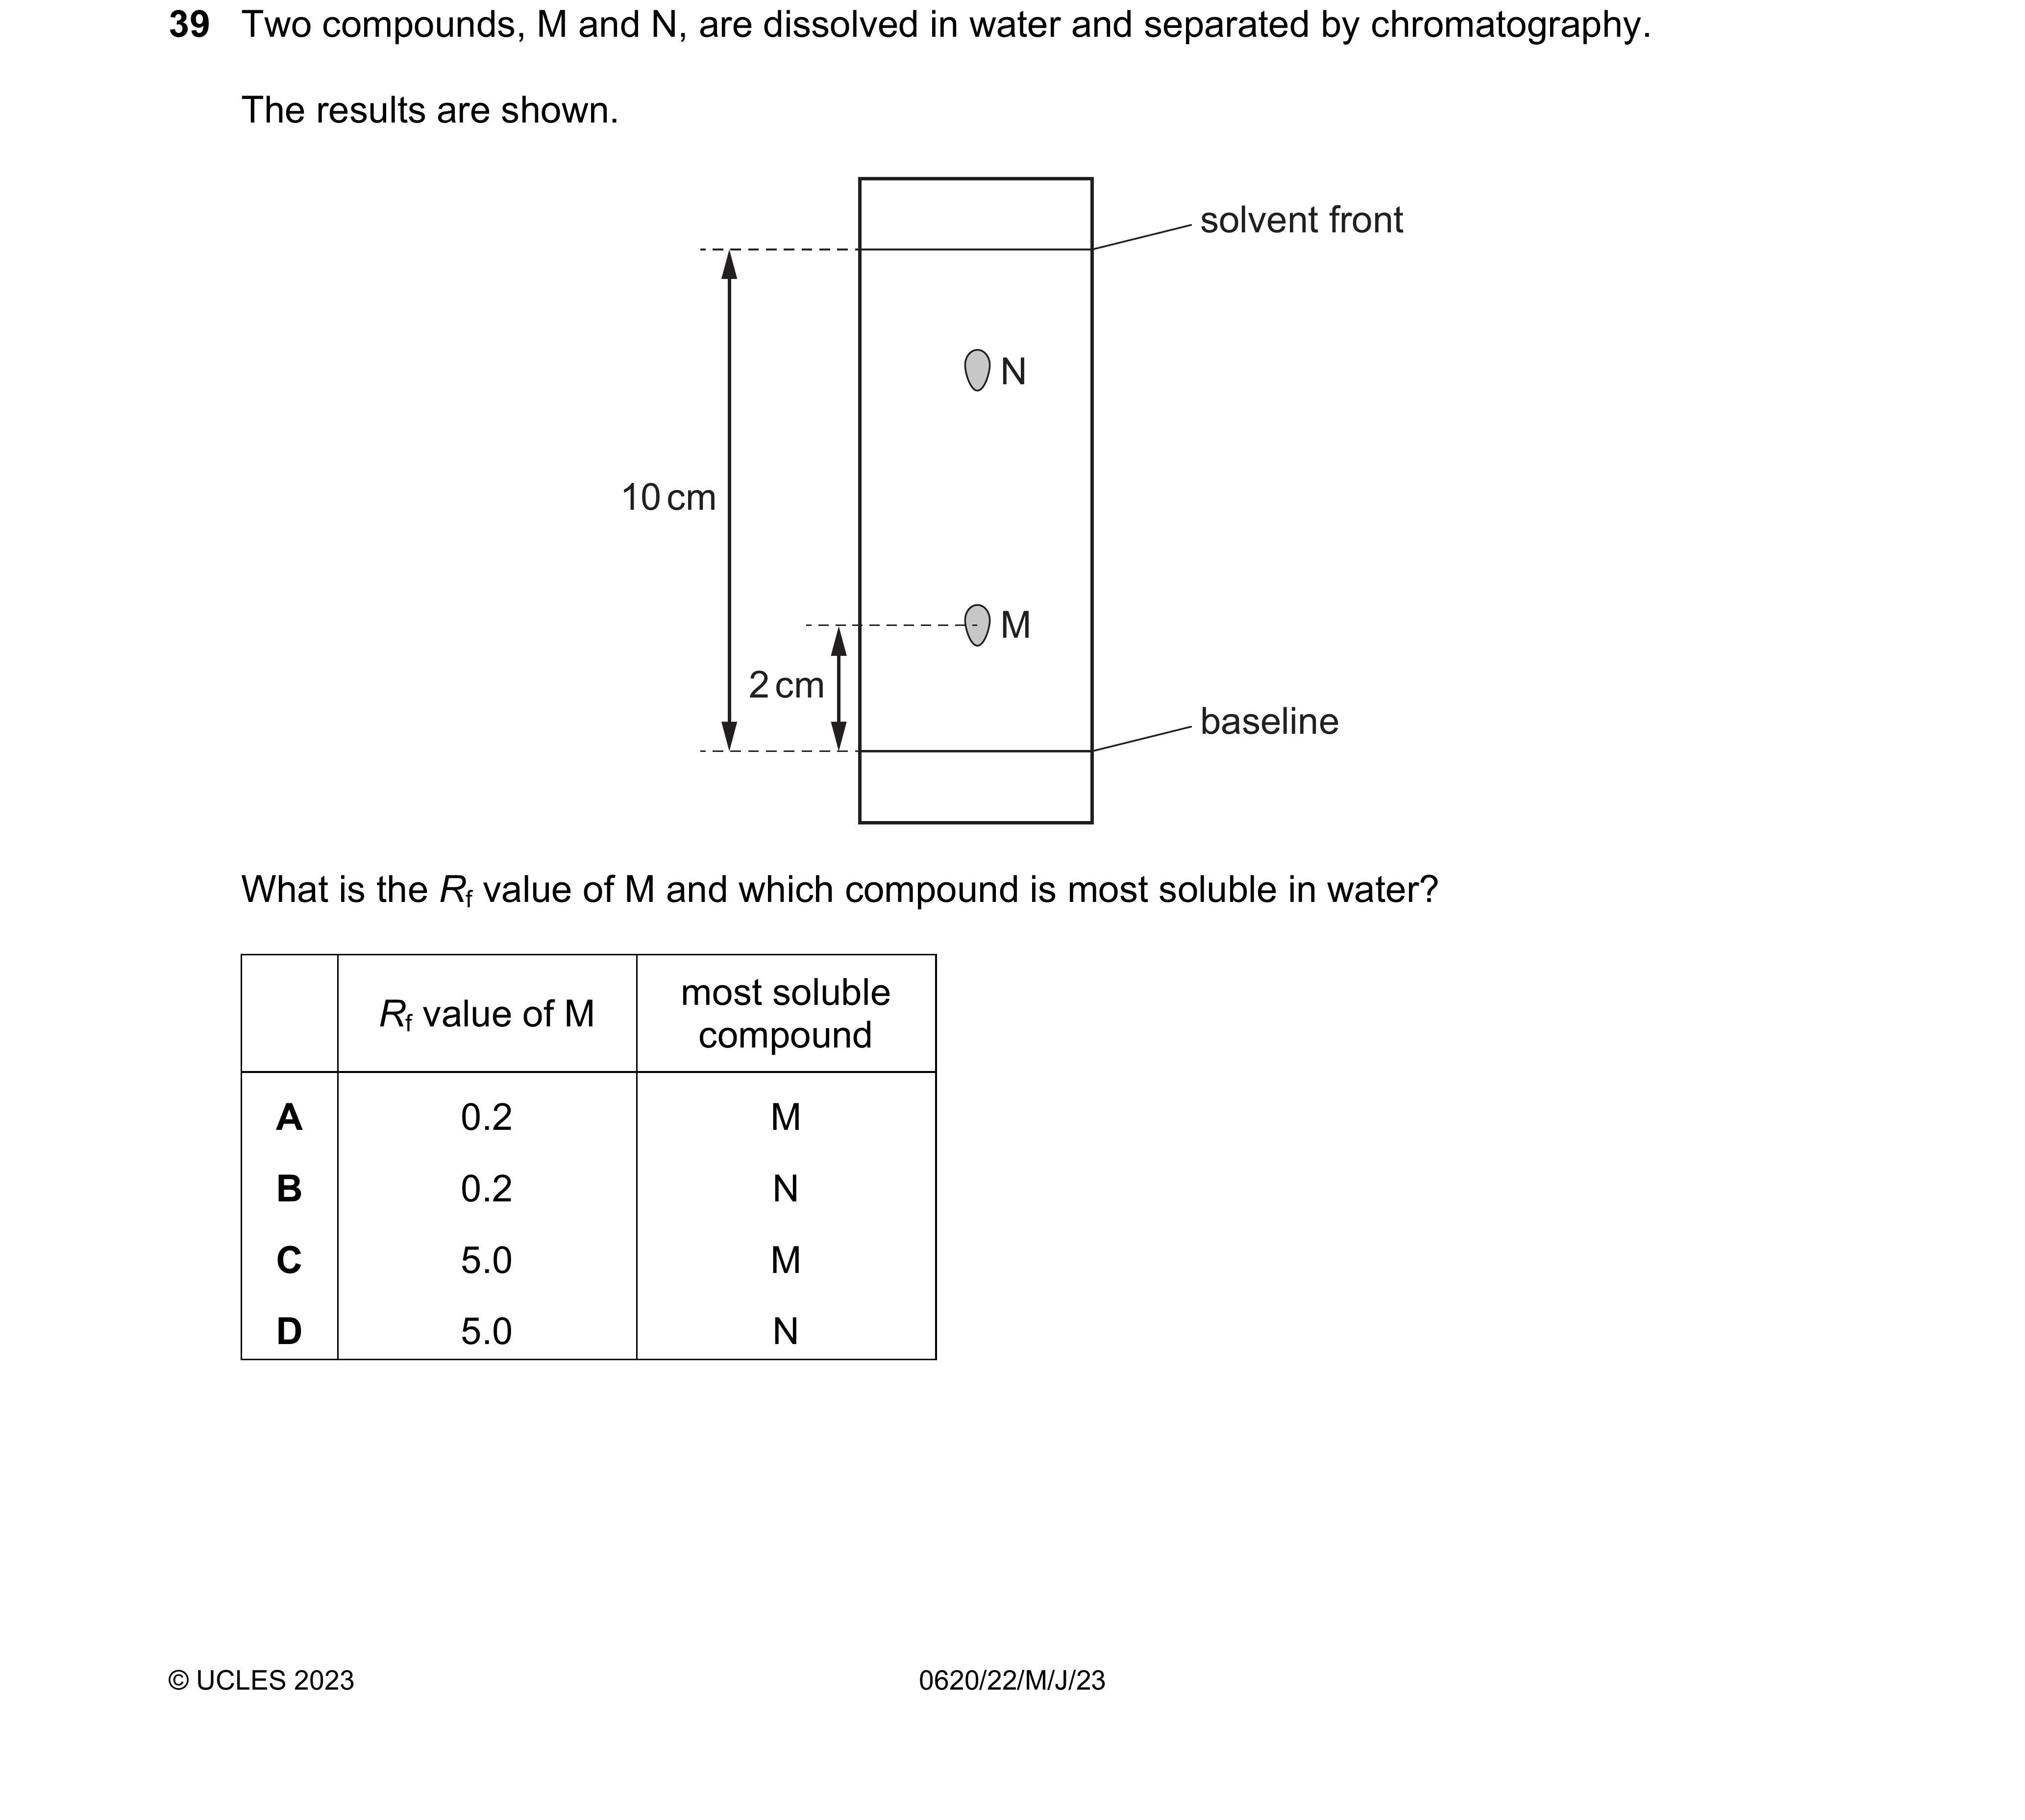 39 Two compounds, M and N, are dissolved in water and separated by chromatography.
The results are shown.
solvent front
N
10 cm
M
2 cm
baseline
What is the Rf value of M and which compound is most soluble in water?
Rf value of M most soluble compound
A 0.2 M
B 0.2 N
C 5.0 M
D 5.0 N
© UCLES 2023 0620/22/M/J/23